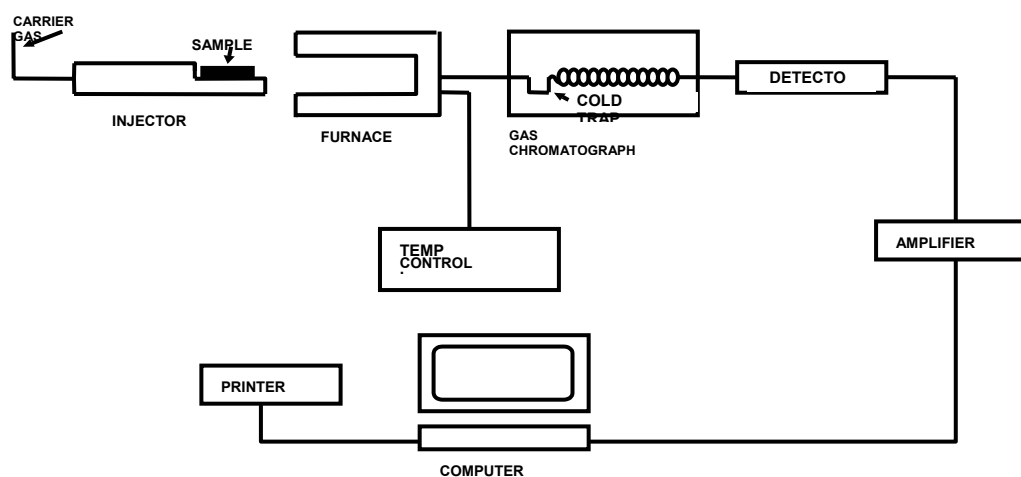 CARRIER
GAS
SAMPLE
INJECTOR
FURNACE
COLD
TRAP
GAS
CHROMATOGRAPH
DETECTO
TEMP
CONTROL
AMPLIFIER
PRINTER
COMPUTER